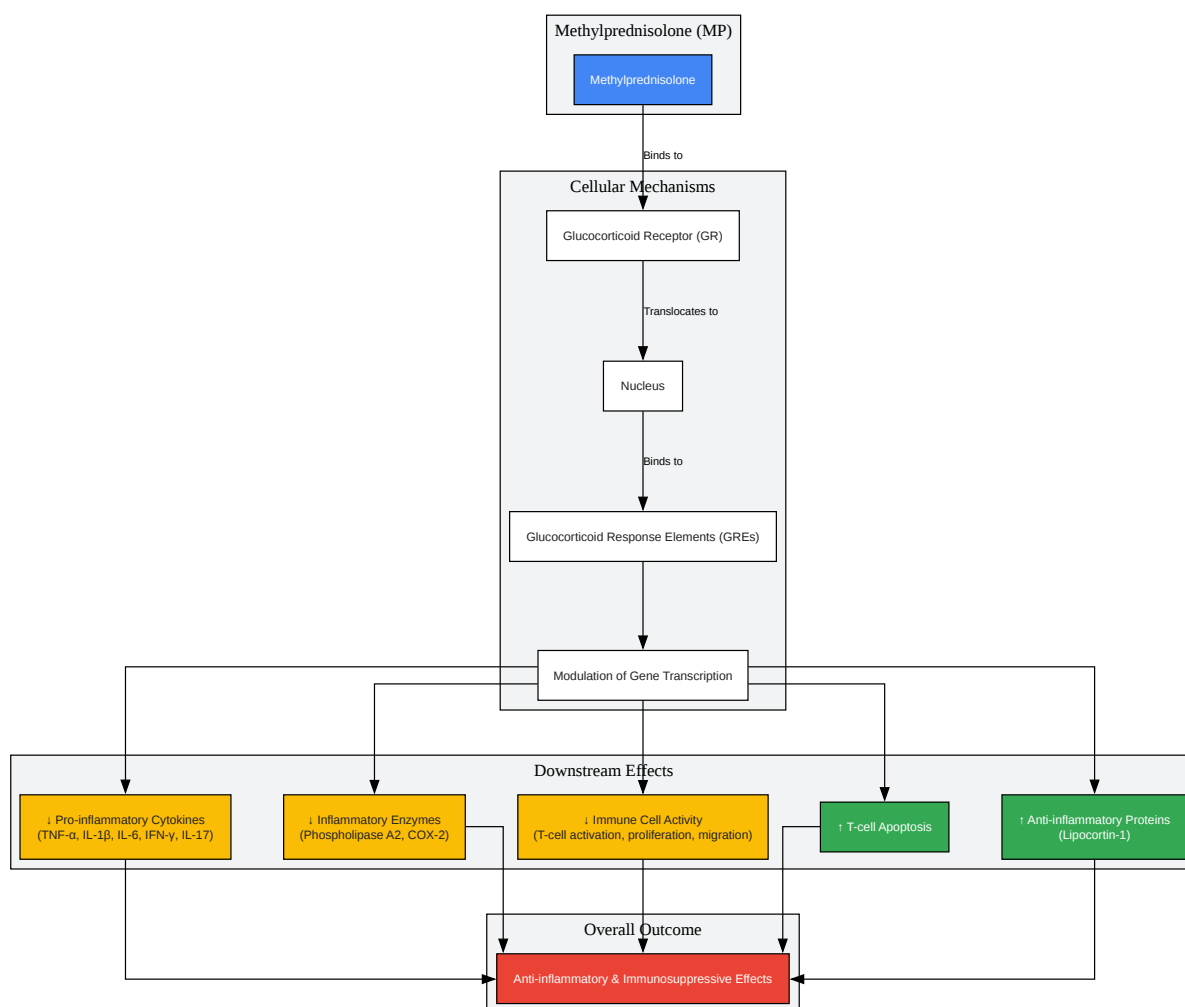 Methylprednisolone (MP)
Methylprednisolone
Binds to
Cellular Mechanisms
Glucocorticoid Receptor (GR)
Translocates to
Nucleus
Binds to
Glucocorticoid Response Elements (GREs)
Modulation of Gene Transcription
Downstream Effects
↓ Pro-inflammatory Cytokines
(TNF-α, IL-1β, IL-6, IFN-γ, IL-17)
↓ Inflammatory Enzymes
(Phospholipase A2, COX-2)
↓ Immune Cell Activity
(T-cell activation, proliferation, migration)
↑ T-cell Apoptosis
↑ Anti-inflammatory Proteins
(Lipocortin-1)
Overall Outcome
Anti-inflammatory & Immunosuppressive Effects